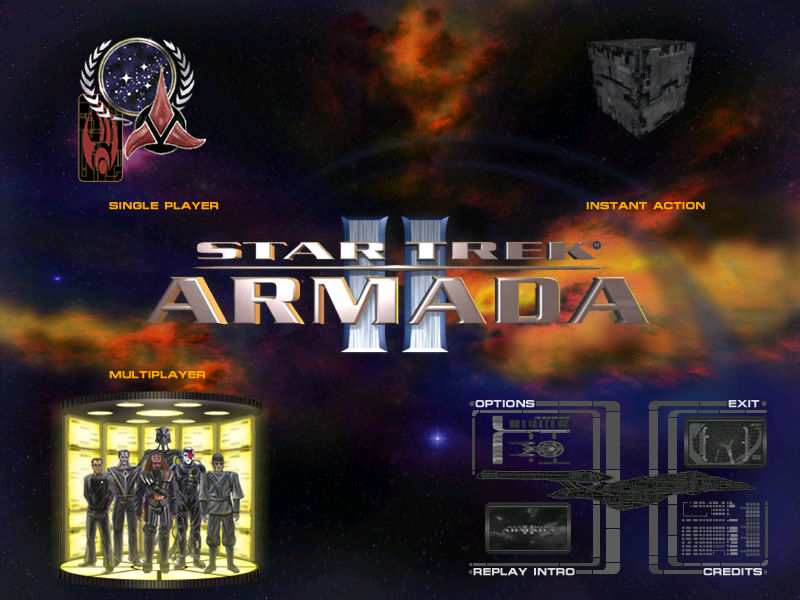 SINGLE PLAYER
INSTANT ACTION
STAR TREK®
II
ARMADA
MULTIPLAYER
OPTIONS
EXIT
REPLAY INTRO
CREDITS